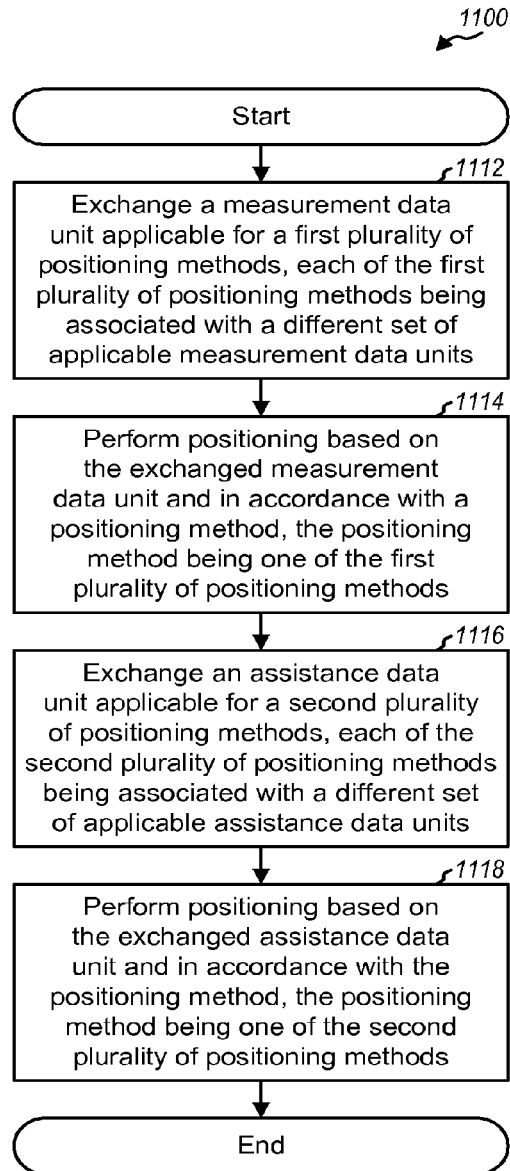 1100
Start
1112
Exchange a measurement data
unit applicable for a first plurality of
positioning methods, each of the first
plurality of positioning methods being
associated with a different set of
applicable measurement data units
1114
Perform positioning based on
the exchanged measurement
data unit and in accordance with a
positioning method, the positioning
method being one of the first
plurality of positioning methods
1116
Exchange an assistance data
unit applicable for a second plurality
of positioning methods, each of the
second plurality of positioning methods
being associated with a different set
of applicable assistance data units
1118
Perform positioning based on
the exchanged assistance data
unit and in accordance with the
positioning method, the positioning
method being one of the second
plurality of positioning methods
End